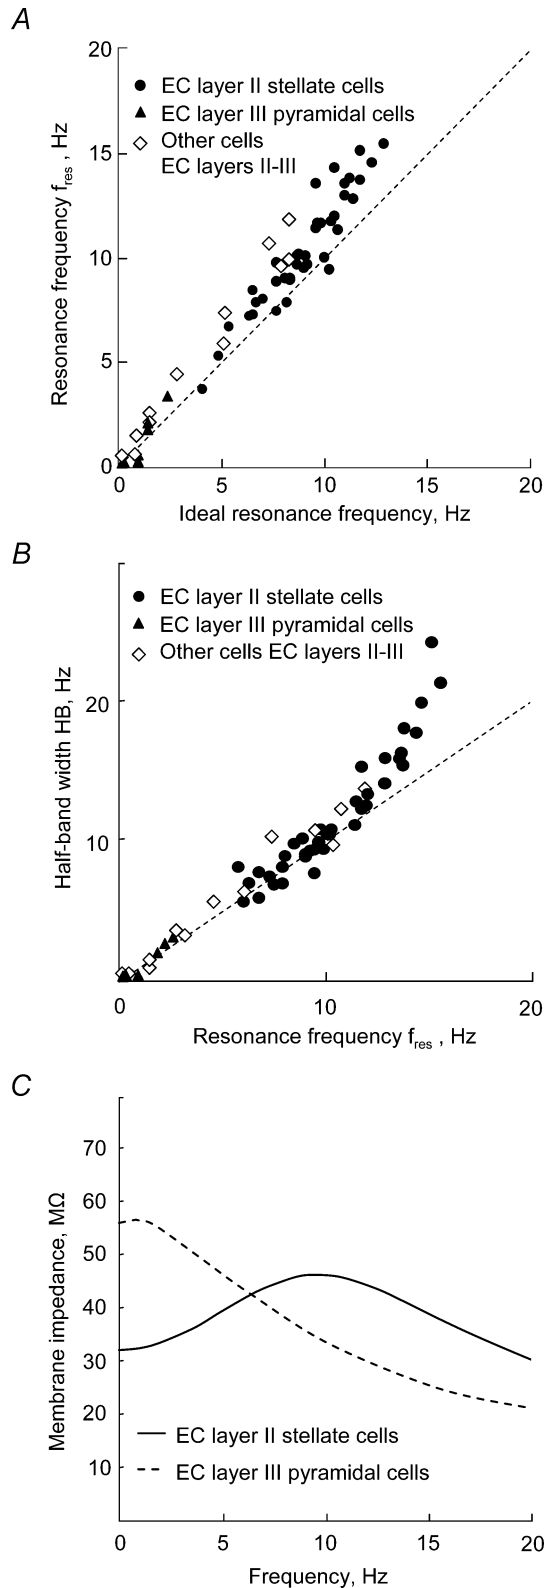 A
20
EC layer II stellate cells
EC layer III pyramidal cells
Other cells
EC layers II-III
15
10
5
0
Resonance frequency fres , Hz
0 5 10 15 20
Ideal resonance frequency, Hz
B
EC layer II stellate cells
EC layer III pyramidal cells
Other cells EC layers II-III
20
10
Half-band width HB, Hz
0 10 20
Resonance frequency fres , Hz
C
70
60
50
40
30
20
10
Membrane impedance, MΩ
EC layer II stellate cells
EC layer III pyramidal cells
0 5 10 15 20
Frequency, Hz